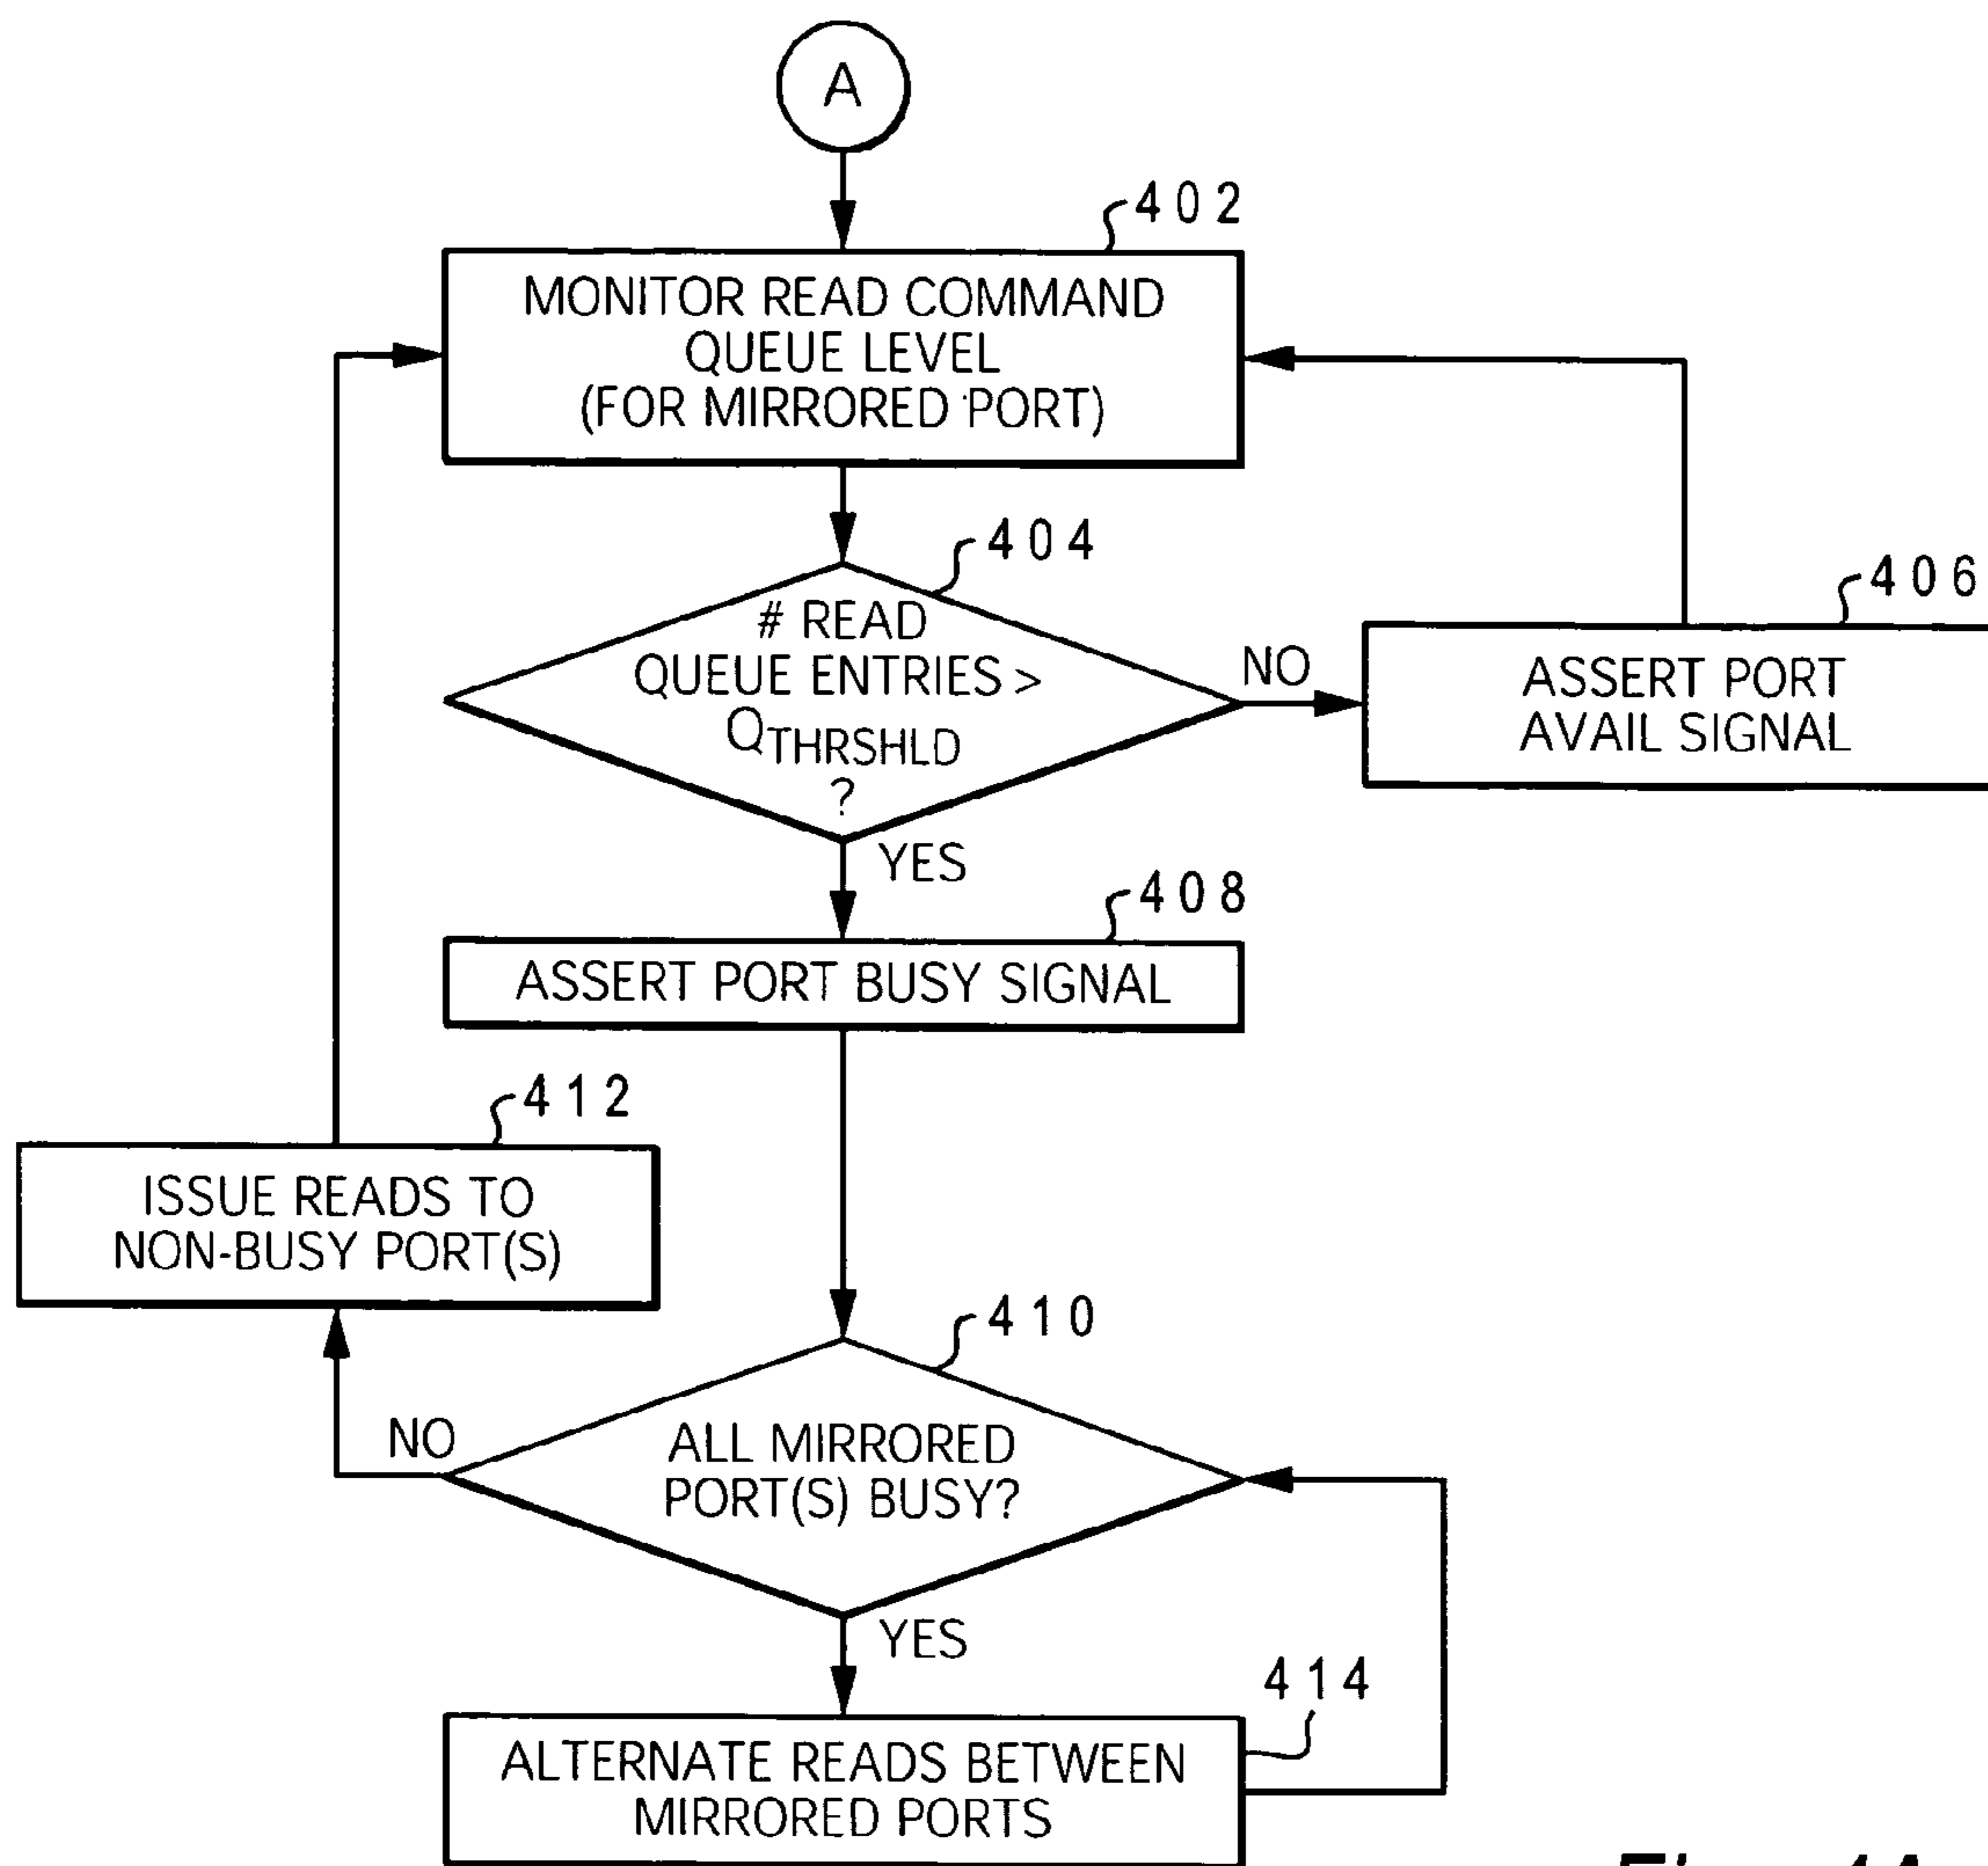 A
402
MONITOR READ COMMAND
QUEUE LEVEL
(FOR MIRRORED PORT)
404
# READ
QUEUE ENTRIES >
QTHRSHLD
?
NO
406
ASSERT PORT
AVAIL SIGNAL
YES
408
ASSERT PORT BUSY SIGNAL
412
ISSUE READS TO
NON-BUSY PORT(S)
410
NO
ALL MIRRORED
PORT(S) BUSY?
YES
414
ALTERNATE READS BETWEEN
MIRRORED PORTS